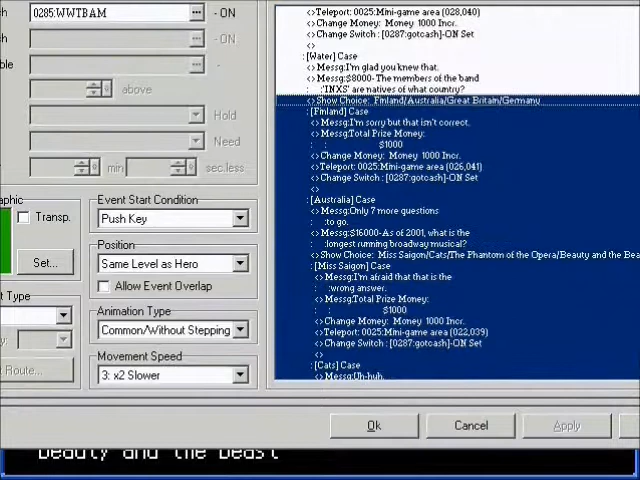 ch
0285:WWTBAM
- ON
ch
- ON
ble
-
above
Hold
Need
min
sec.less
raphic
Transp.
Set...
Event Start Condition
Push Key
Position
Same Level as Hero
Allow Event Overlap
t Type
Animation Type
Common/Without Stepping
y:
Route...
Movement Speed
3: x2 Slower
<>Teleport: 0025:Mini-game area (028,040)
<>Change Money: Money 1000 Incr.
<>Change Switch : [0287:gotcash]-ON Set
<>
: [Water] Case
<>Messg:I'm glad you knew that.
<>Messg:$8000-The members of the band
: :'INXS' are natives of what country?
<>Show Choice: Finland/Australia/Great Britain/Germany
: [Finland] Case
<>Messg:I'm sorry but that isn't correct.
<>Messg:Total Prize Money:
: : $1000
<>Change Money: Money 1000 Incr.
<>Teleport: 0025:Mini-game area (026,041)
<>Change Switch : [0287:gotcash]-ON Set
<>
: [Australia] Case
<>Messg:Only 7 more questions
: :to go.
<>Messg:$16000-As of 2001, what is the
: :longest running broadway musical?
<>Show Choice: Miss Saigon/Cats/The Phantom of the Opera/Beauty and the Bea
: [Miss Saigon] Case
<>Messg:I'm afraid that that is the
: :wrong answer.
<>Messg:Total Prize Money:
: : $1000
<>Change Money: Money 1000 Incr.
<>Teleport: 0025:Mini-game area (022,039)
<>Change Switch : [0287:gotcash]-ON Set
<>
: [Cats] Case
<>Messg:Uh-huh.
Ok
Cancel
Apply
Beauty and the Beast